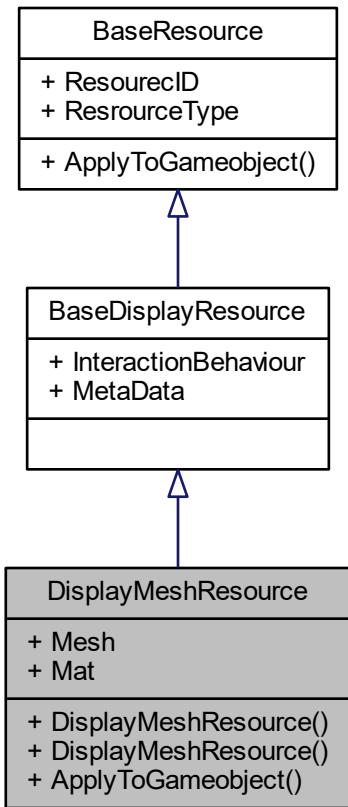 BaseResource
+ ResourecID
+ ResrourceType
+ ApplyToGameobject()
BaseDisplayResource
+ InteractionBehaviour
+ MetaData
DisplayMeshResource
+ Mesh
+ Mat
+ DisplayMeshResource()
+ DisplayMeshResource()
+ ApplyToGameobject()